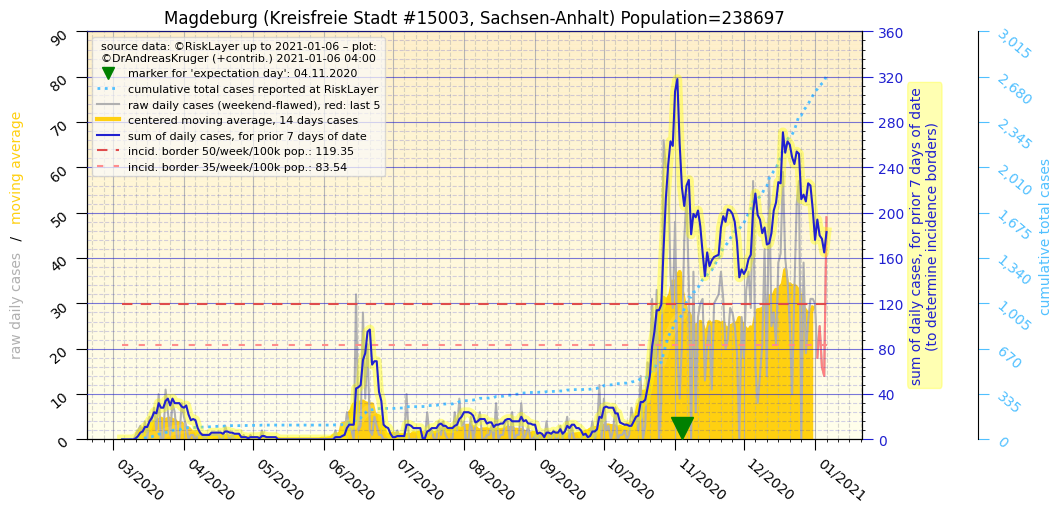 Magdeburg (Kreisfreie Stadt #15003, Sachsen-Anhalt) Population=238697
source data: ©RiskLayer up to 2021-01-06 – plot:
©DrAndreasKruger (+contrib.) 2021-01-06 04:00
marker for 'expectation day': 04.11.2020
cumulative total cases reported at RiskLayer
raw daily cases (weekend-flawed), red: last 5
centered moving average, 14 days cases
sum of daily cases, for prior 7 days of date
incid. border 50/week/100k pop.: 119.35
incid. border 35/week/100k pop.: 83.54
raw daily cases / moving average
90
80
70
60
50
40
30
20
10
0
03/2020
04/2020
05/2020
06/2020
07/2020
08/2020
09/2020
10/2020
11/2020
12/2020
01/2021
360
320
280
240
200
160
120
80
40
0
sum of daily cases, for prior 7 days of date
(to determine incidence borders)
3,015
2,680
2,345
2,010
1,675
1,340
1,005
670
335
0
cumulative total cases